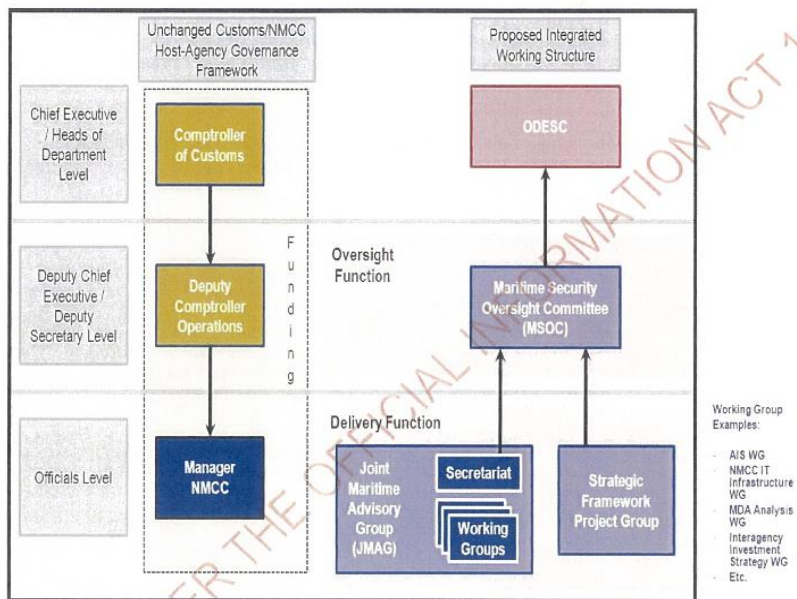 Unchanged Customs/NMCC
Host-Agency Governance
Framework
Proposed Integrated
Working Structure
Chief Executive
/ Heads of
Department
Level
Comptroller
of Customs
ODESC
Deputy Chief
Executive /
Deputy
Secretary Level
Deputy
Comptroller
Operations
F
u
n
d
i
n
g
Oversight
Function
Maritime Security
Oversight Committee
(MSOC)
Officials Level
Manager
NMCC
Delivery Function
Joint
Maritime
Advisory
Group
(JMAG)
Secretariat
Working
Groups
Strategic
Framework
Project Group
Working Group
Examples:
- AIS WG
- NMCC IT
Infrastructure
WG
- MDA Analysis
WG
- Interagency
Investment
Strategy WG
- Etc.
ER THE OFFICIAL INFORMATION ACT 1